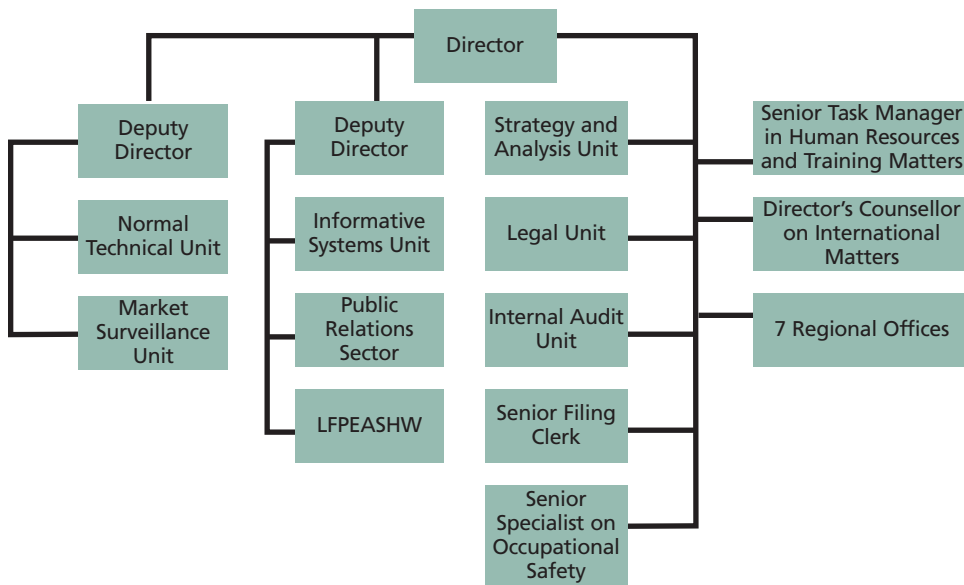 Director
Deputy
Director
Normal
Technical Unit
Market
Surveillance
Unit
Deputy
Director
Informative
Systems Unit
Public
Relations
Sector
LFPEASHW
Strategy and
Analysis Unit
Legal Unit
Internal Audit
Unit
Senior Filing
Clerk
Senior
Specialist on
Occupational
Safety
Senior Task Manager
in Human Resources
and Training Matters
Director’s Counsellor
on International
Matters
7 Regional Offices